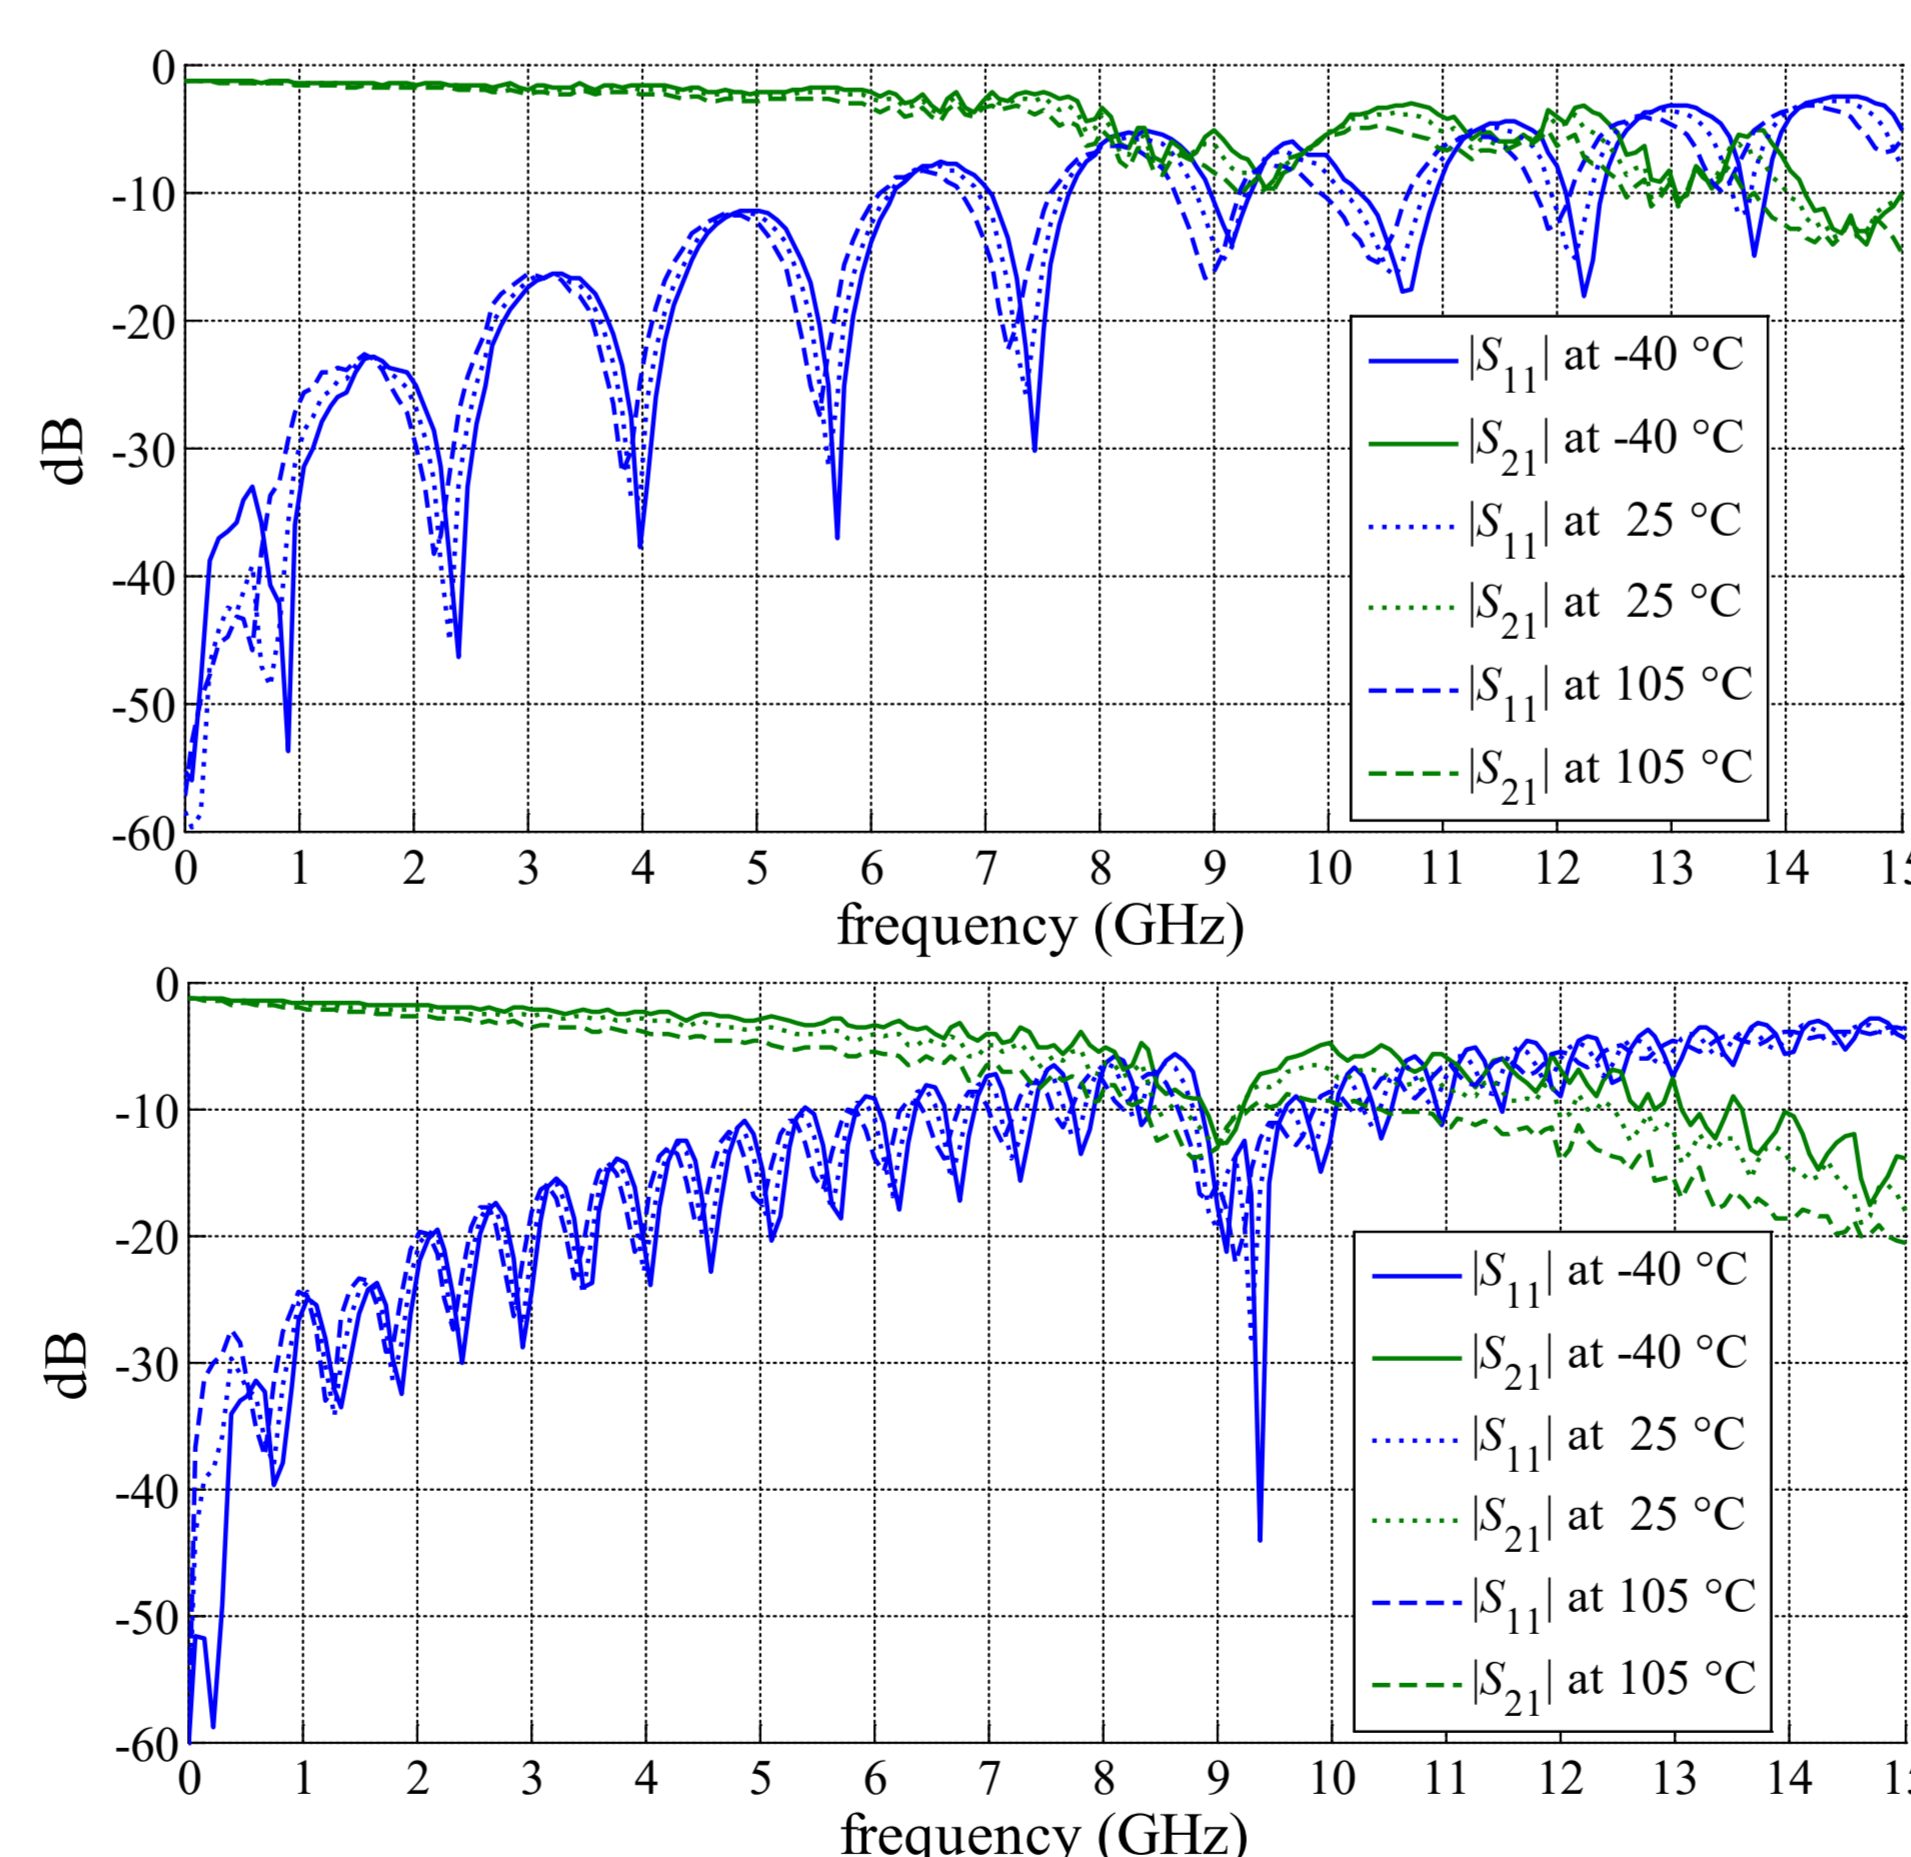 0
-10
-20
-30
-40
-50
-60
dB
|S11| at -40 °C
|S21| at -40 °C
|S11| at 25 °C
|S21| at 25 °C
|S11| at 105 °C
|S21| at 105 °C
0 1 2 3 4 5 6 7 8 9 10 11 12 13 14
frequency (GHz)
0
-10
-20
-30
-40
-50
-60
dB
|S11| at -40 °C
|S21| at -40 °C
|S11| at 25 °C
|S21| at 25 °C
|S11| at 105 °C
|S21| at 105 °C
0 1 2 3 4 5 6 7 8 9 10 11 12 13 14
frequency (GHz)